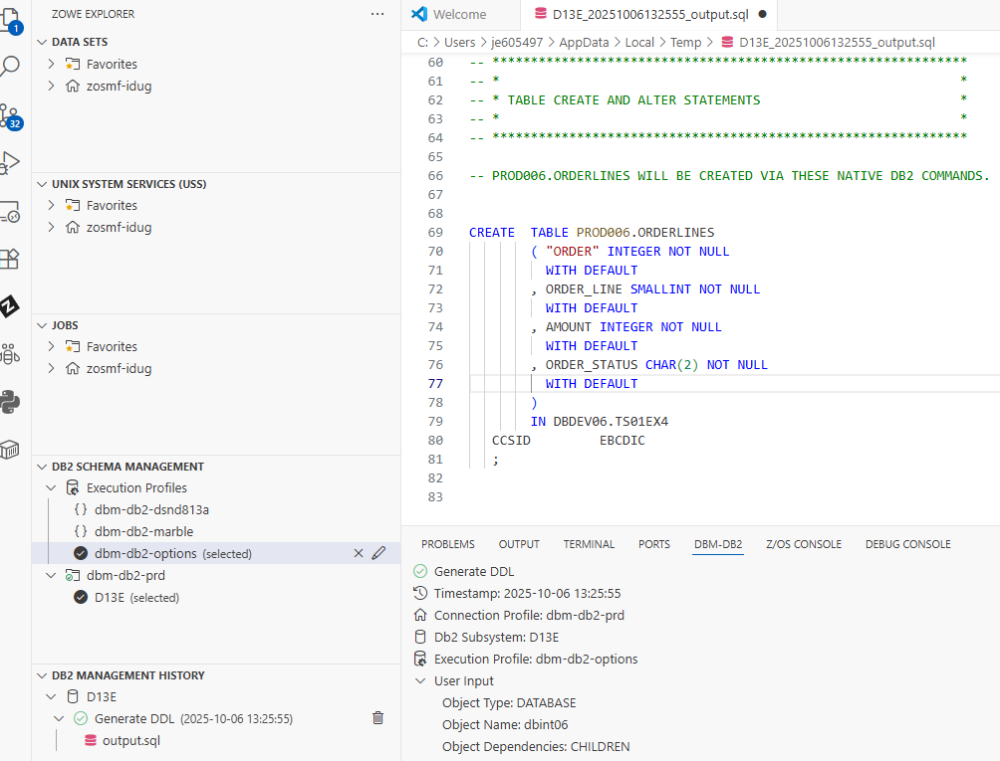 ZOWE EXPLORER ···
DATA SETS
Favorites
zosmf-idug
UNIX SYSTEM SERVICES (USS)
Favorites
zosmf-idug
JOBS
Favorites
zosmf-idug
DB2 SCHEMA MANAGEMENT
Execution Profiles
{} dbm-db2-dsnd813a
{} dbm-db2-marble
dbm-db2-options (selected)
dbm-db2-prd
D13E (selected)
DB2 MANAGEMENT HISTORY
D13E
Generate DDL (2025-10-06 13:25:55)
output.sql
1
32
Welcome
D13E_20251006132555_output.sql ●
C: > Users > je605497 > AppData > Local > Temp > D13E_20251006132555_output.sql
60 -- **************************************************************
61 -- * *
62 -- * TABLE CREATE AND ALTER STATEMENTS *
63 -- * *
64 -- **************************************************************
65
66 -- PROD006.ORDERLINES WILL BE CREATED VIA THESE NATIVE DB2 COMMANDS.
67
68
69 CREATE TABLE PROD006.ORDERLINES
70 ( "ORDER" INTEGER NOT NULL
71 WITH DEFAULT
72 , ORDER_LINE SMALLINT NOT NULL
73 WITH DEFAULT
74 , AMOUNT INTEGER NOT NULL
75 WITH DEFAULT
76 , ORDER_STATUS CHAR(2) NOT NULL
77 WITH DEFAULT
78 )
79 IN DBDEV06.TS01EX4
80 CCSID EBCDIC
81 ;
82
83
PROBLEMS OUTPUT TERMINAL PORTS DBM-DB2 Z/OS CONSOLE DEBUG CONSOLE
Generate DDL
Timestamp: 2025-10-06 13:25:55
Connection Profile: dbm-db2-prd
Db2 Subsystem: D13E
Execution Profile: dbm-db2-options
User Input
Object Type: DATABASE
Object Name: dbint06
Object Dependencies: CHILDREN